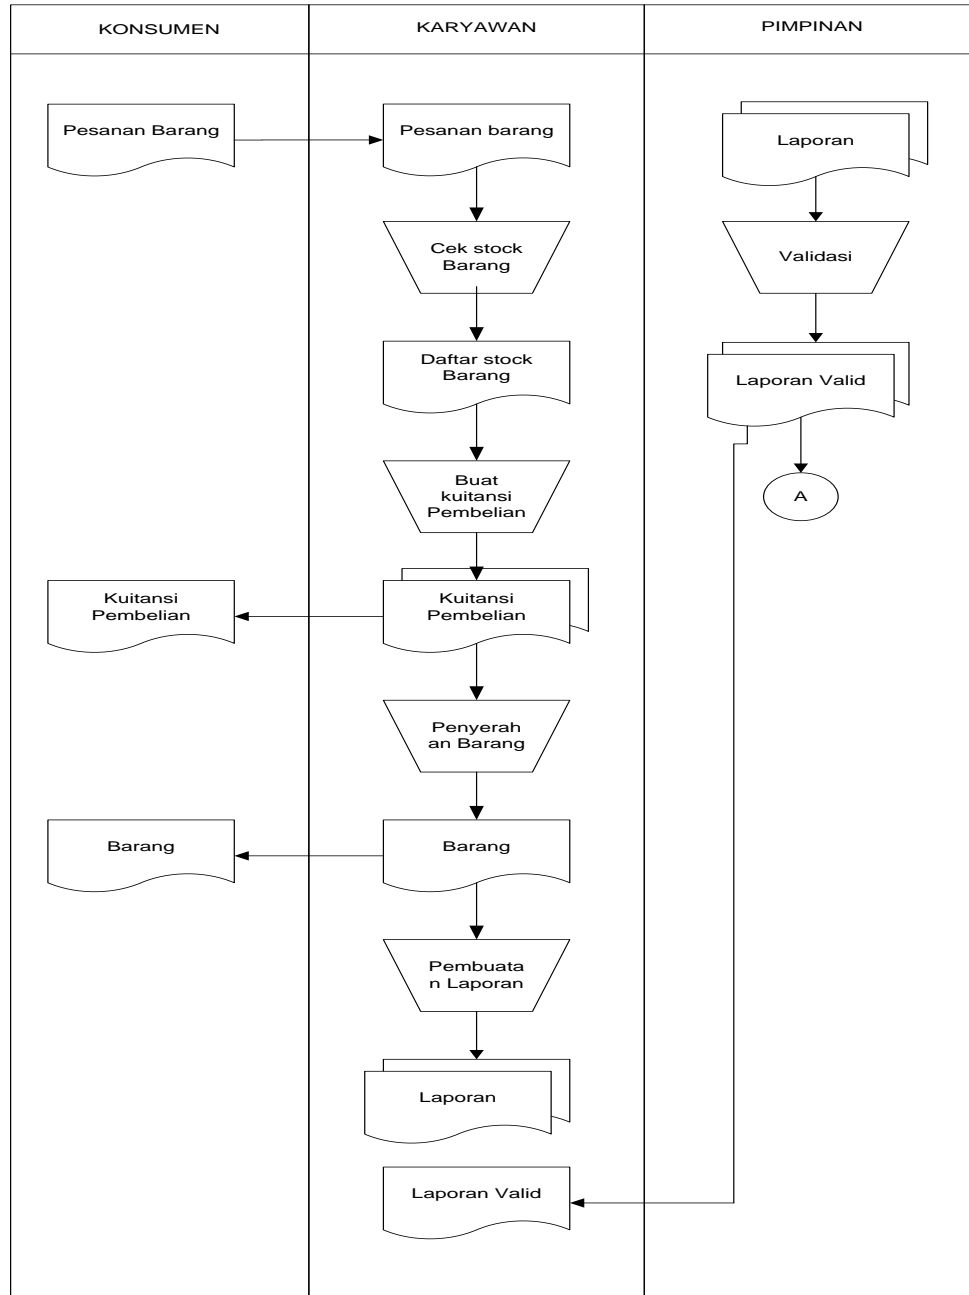 KONSUMEN
KARYAWAN
PIMPINAN
Pesanan Barang
Pesanan barang
Laporan
Cek stock
Barang
Validasi
Daftar stock
Barang
Laporan Valid
Buat
kuitansi
Pembelian
A
Kuitansi
Pembelian
Kuitansi
Pembelian
Penyerah
an Barang
Barang
Barang
Pembuata
n Laporan
Laporan
Laporan Valid